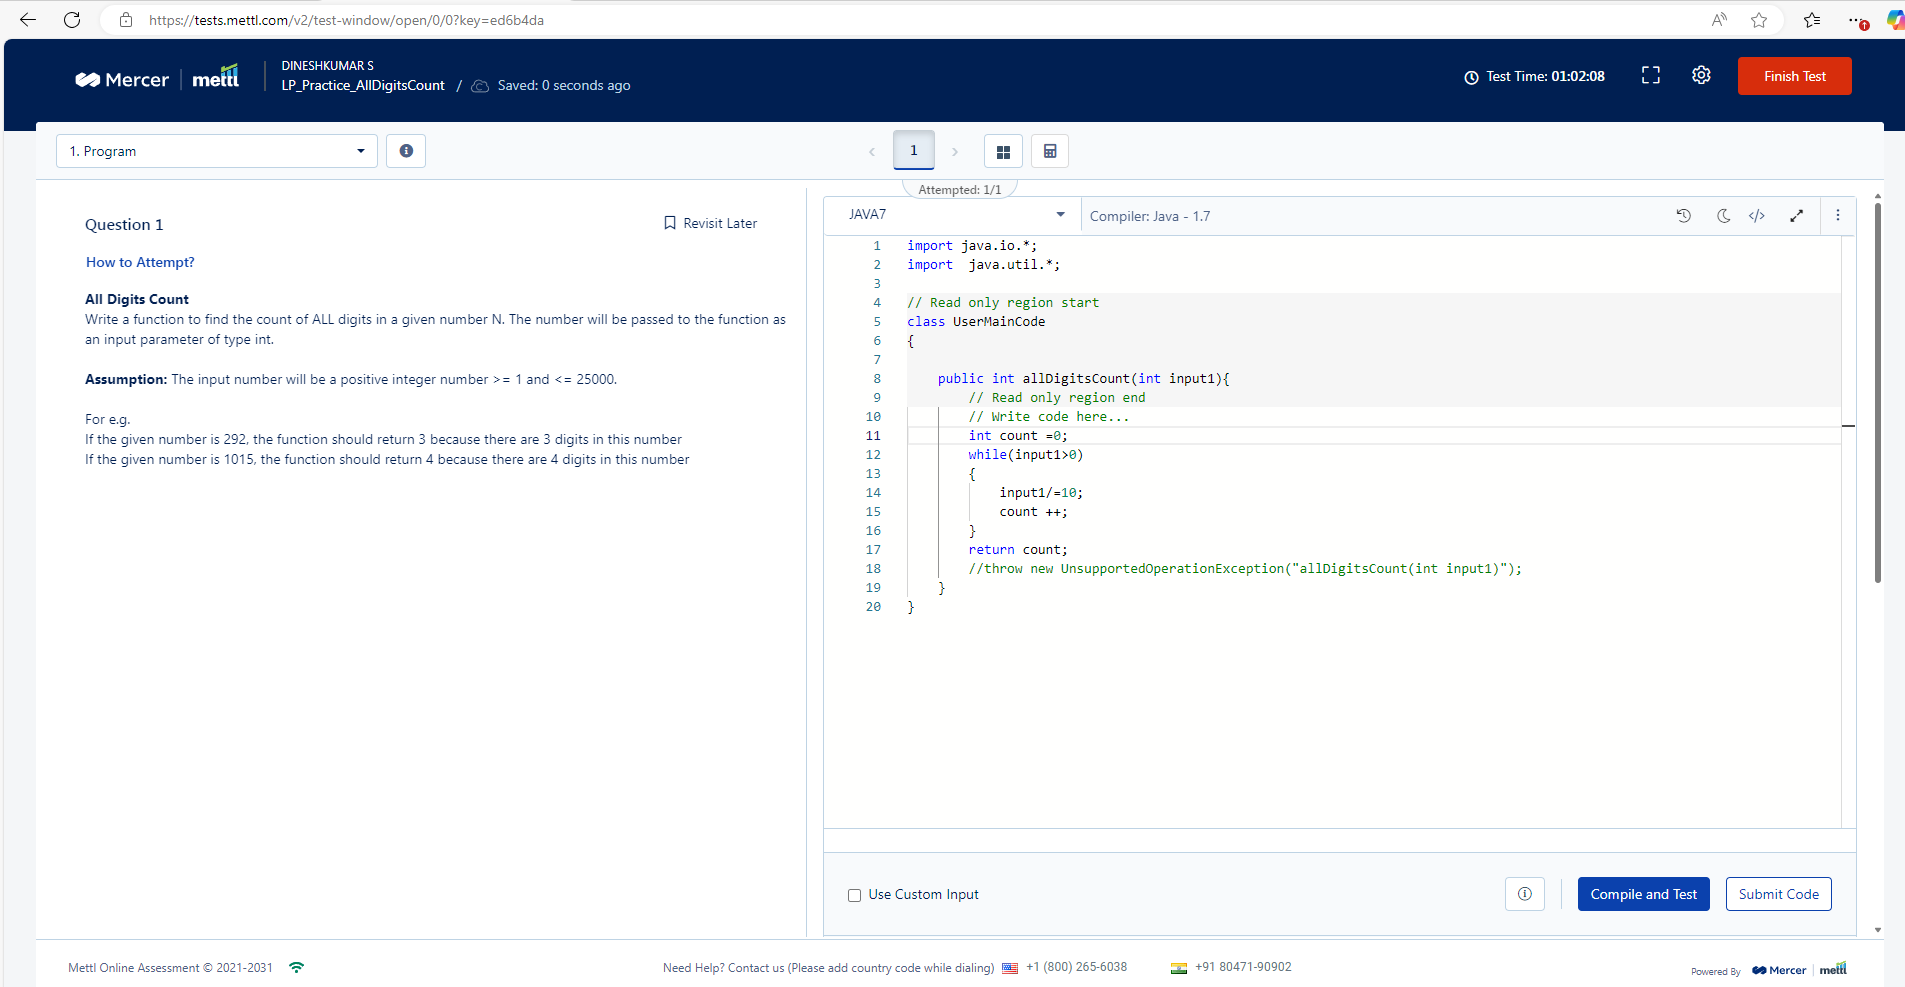 https://tests.mettl.com/v2/test-window/open/0/0?key=ed6b4da
Mercer mettl
DINESHKUMAR S
LP_Practice_AllDigitsCount / Saved: 0 seconds ago
Test Time: 01:02:08
Finish Test
1. Program
1
Attempted: 1/1
Question 1
Revisit Later
How to Attempt?
All Digits Count
Write a function to find the count of ALL digits in a given number N. The number will be passed to the function as
an input parameter of type int.
Assumption: The input number will be a positive integer number >= 1 and <= 25000.
For e.g.
If the given number is 292, the function should return 3 because there are 3 digits in this number
If the given number is 1015, the function should return 4 because there are 4 digits in this number
JAVA7
Compiler: Java - 1.7
1 import java.io.*;
2 import  java.util.*;
3
4 // Read only region start
5 class UserMainCode
6 {
7
8     public int allDigitsCount(int input1){
9         // Read only region end
10         // Write code here...
11         int count =0;
12         while(input1>0)
13         {
14             input1/=10;
15             count ++;
16         }
17         return count;
18         //throw new UnsupportedOperationException("allDigitsCount(int input1)");
19     }
20 }
Use Custom Input
Compile and Test
Submit Code
Mettl Online Assessment © 2021-2031
Need Help? Contact us (Please add country code while dialing) +1 (800) 265-6038 +91 80471-90902
Powered By Mercer mettl